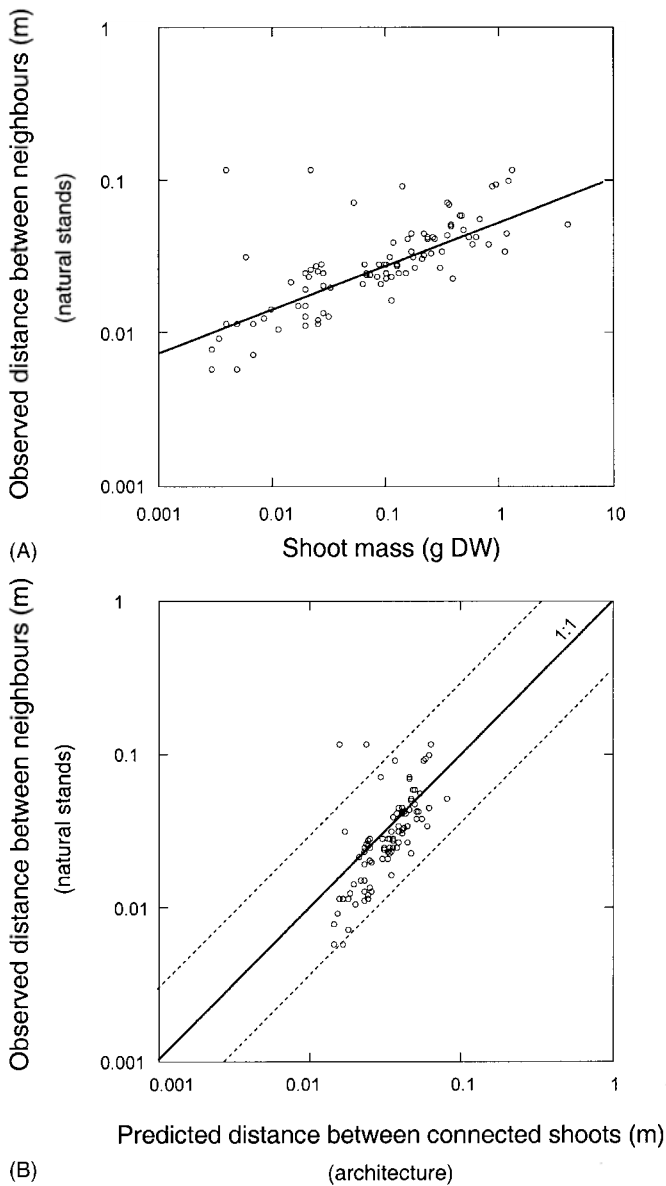 Observed distance between neighbours (m)
(natural stands)
1
0.1
0.01
0.001
0.001 0.01 0.1 1 10
Shoot mass (g DW)
(A)
Observed distance between neighbours (m)
(natural stands)
1
0.1
0.01
0.001
1:1
0.001 0.01 0.1 1
Predicted distance between connected shoots (m)
(architecture)
(B)